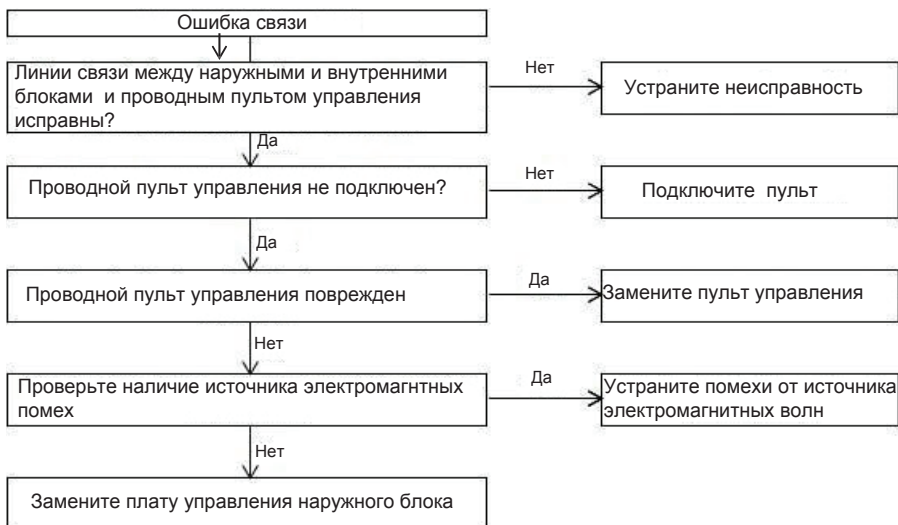 Ошибка связи
Линии связи между наружными и внутренними
блоками и проводным пультом управления
исправны?
Нет
Устраните неисправность
Да
Проводной пульт управления не подключен?
Нет
Подключите пульт
Да
Проводной пульт управления поврежден
Да
Замените пульт управления
Нет
Проверьте наличие источника электромагнтных
помех
Да
Устраните помехи от источника
электромагнитных волн
Нет
Замените плату управления наружного блока